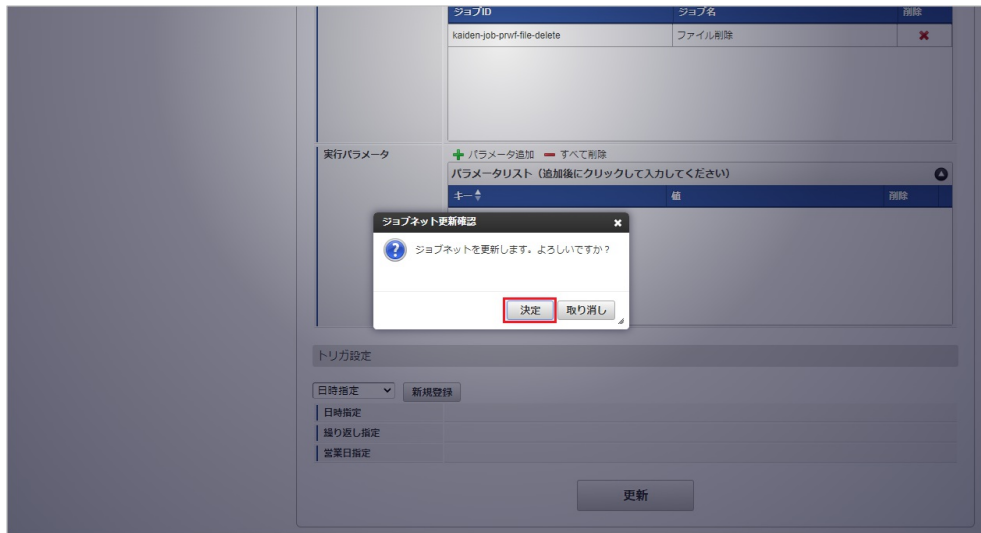 ジョブID ジョブ名 削除
kaiden-job-prwf-file-delete ファイル削除
実行パラメータ パラメータ追加 すべて削除
パラメータリスト（追加後にクリックして入力してください）
キー 値 削除
ジョブネット更新確認
ジョブネットを更新します。よろしいですか？
決定 取り消し
トリガ設定
日時指定 新規登録
日時指定
繰り返し指定
営業日指定
更新